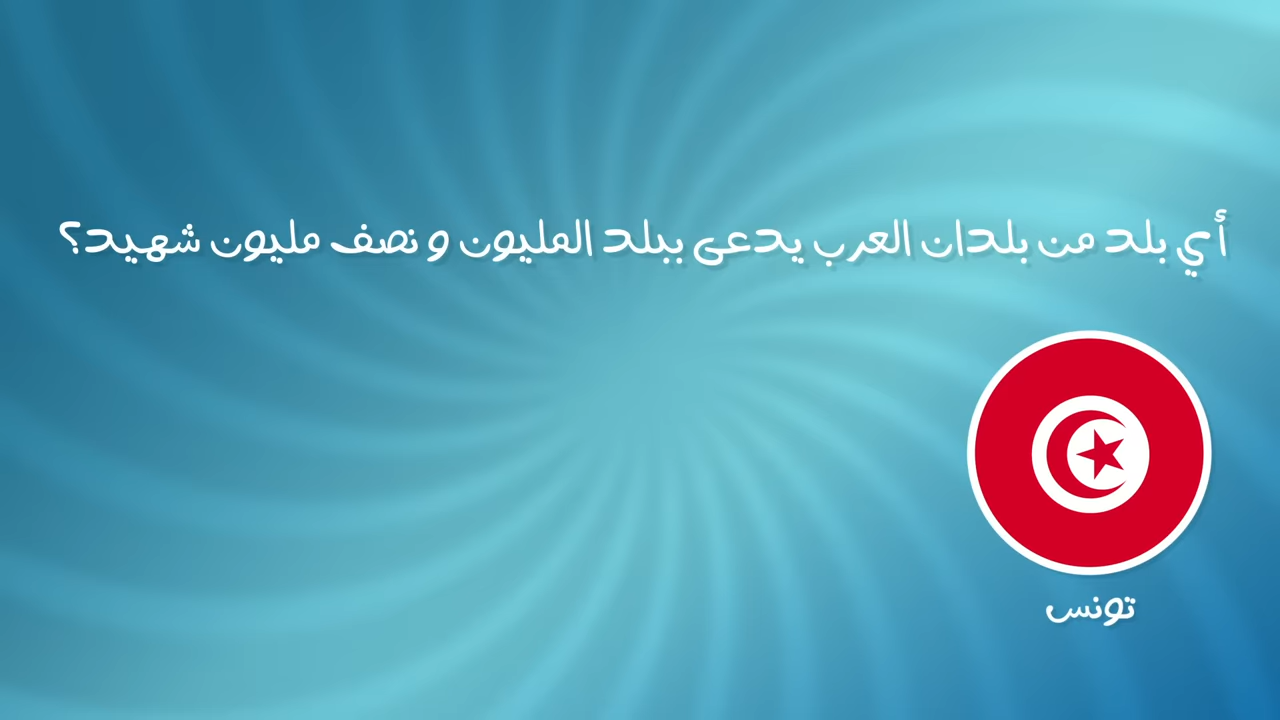 أي بلد من بلدان العرب يدعى ببلد المليون و نصف مليون شهيد؟
تونس